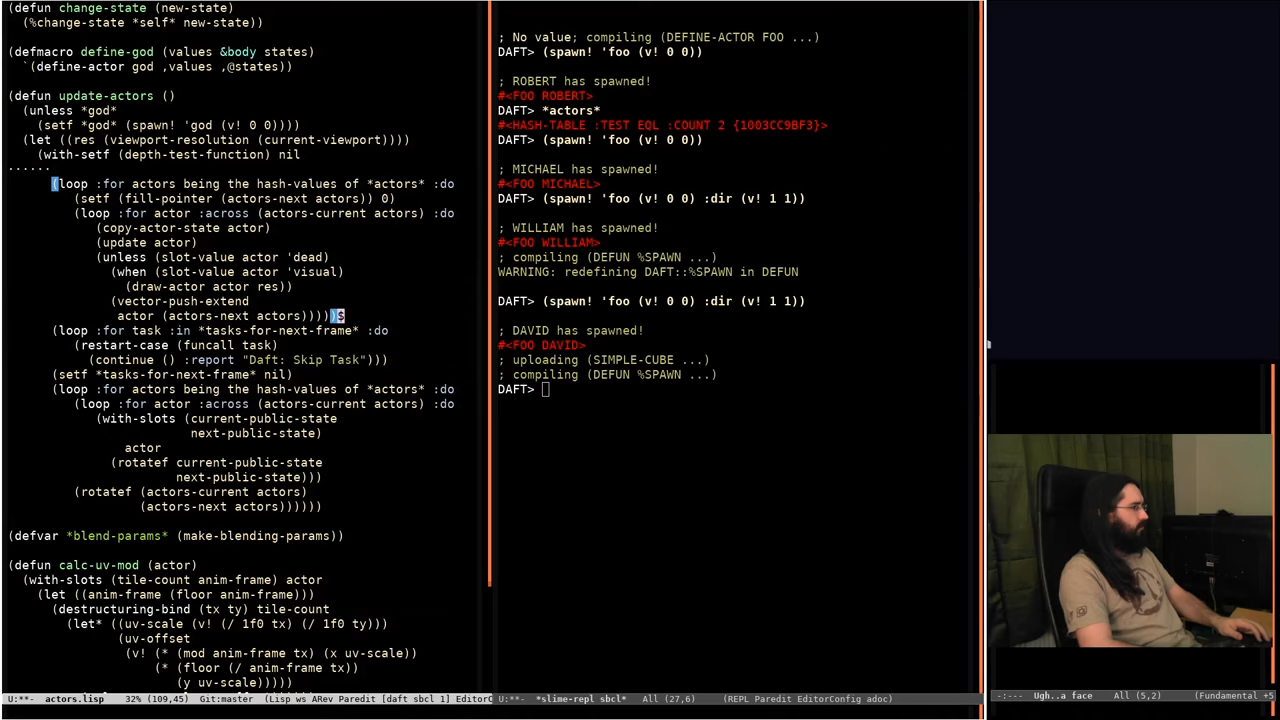 (defun change-state (new-state)
  (%change-state *self* new-state))

(defmacro define-god (values &body states)
  `(define-actor god ,values ,@states))

(defun update-actors ()
  (unless *god*
    (setf *god* (spawn! 'god (v! 0 0))))
  (let ((res (viewport-resolution (current-viewport))))
    (with-setf (depth-test-function) nil
······
      (loop :for actors being the hash-values of *actors* :do
         (setf (fill-pointer (actors-next actors)) 0)
         (loop :for actor :across (actors-current actors) :do
            (copy-actor-state actor)
            (update actor)
            (unless (slot-value actor 'dead)
              (when (slot-value actor 'visual)
                (draw-actor actor res))
              (vector-push-extend
               actor (actors-next actors)))))$
      (loop :for task :in *tasks-for-next-frame* :do
         (restart-case (funcall task)
           (continue () :report "Daft: Skip Task")))
      (setf *tasks-for-next-frame* nil)
      (loop :for actors being the hash-values of *actors* :do
         (loop :for actor :across (actors-current actors) :do
            (with-slots (current-public-state
                         next-public-state)
                actor
              (rotatef current-public-state
                       next-public-state)))
         (rotatef (actors-current actors)
                  (actors-next actors))))))

(defvar *blend-params* (make-blending-params))

(defun calc-uv-mod (actor)
  (with-slots (tile-count anim-frame) actor
    (let ((anim-frame (floor anim-frame)))
      (destructuring-bind (tx ty) tile-count
        (let* ((uv-scale (v! (/ 1f0 tx) (/ 1f0 ty)))
               (uv-offset
                (v! (* (mod anim-frame tx) (x uv-scale))
                    (* (floor (/ anim-frame tx))
                       (y uv-scale)))))
U:**-  actors.lisp    32% (109,45)   Git:master  (Lisp ws ARev Paredit [daft sbcl 1] EditorC
; No value; compiling (DEFINE-ACTOR FOO ...)
DAFT> (spawn! 'foo (v! 0 0))

; ROBERT has spawned!
#<FOO ROBERT>
DAFT> *actors*
#<HASH-TABLE :TEST EQL :COUNT 2 {1003CC9BF3}>
DAFT> (spawn! 'foo (v! 0 0))

; MICHAEL has spawned!
#<FOO MICHAEL>
DAFT> (spawn! 'foo (v! 0 0) :dir (v! 1 1))

; WILLIAM has spawned!
#<FOO WILLIAM>
; compiling (DEFUN %SPAWN ...)
WARNING: redefining DAFT::%SPAWN in DEFUN

DAFT> (spawn! 'foo (v! 0 0) :dir (v! 1 1))

; DAVID has spawned!
#<FOO DAVID>
; uploading (SIMPLE-CUBE ...)
; compiling (DEFUN %SPAWN ...)
DAFT>
U:**-  *slime-repl sbcl*   All (27,6)     (REPL Paredit EditorConfig adoc)
-:---  Ugh..a face    All (5,2)      (Fundamental +5